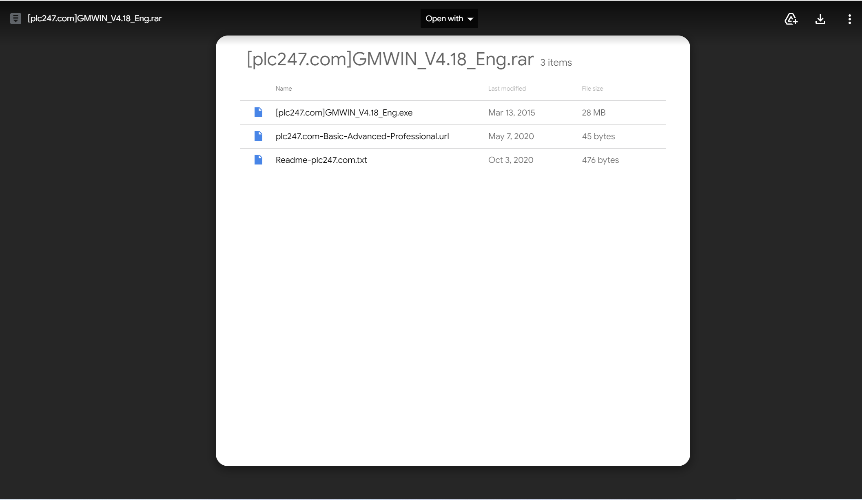 [plc247.com]GMWIN_V4.18_Eng.rar
Open with
[plc247.com]GMWIN_V4.18_Eng.rar 3 items
Name Last modified File size
[plc247.com]GMWIN_V4.18_Eng.exe Mar 13, 2015 28 MB
plc247.com-Basic-Advanced-Professional.url May 7, 2020 45 bytes
Readme-plc247.com.txt Oct 3, 2020 476 bytes